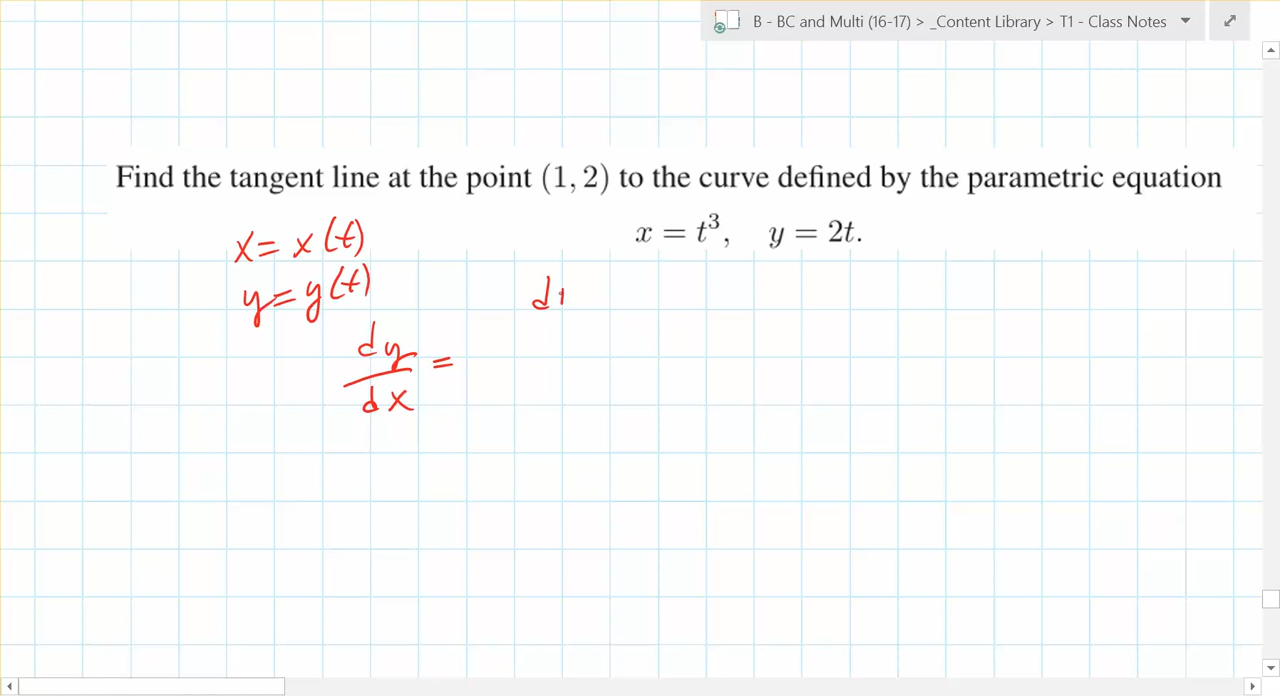 B - BC and Multi (16-17) > _Content Library > T1 - Class Notes
Find the tangent line at the point (1, 2) to the curve defined by the parametric equation
x = t³, y = 2t.
x = x(t)
y = y(t)
dy/dx =
d